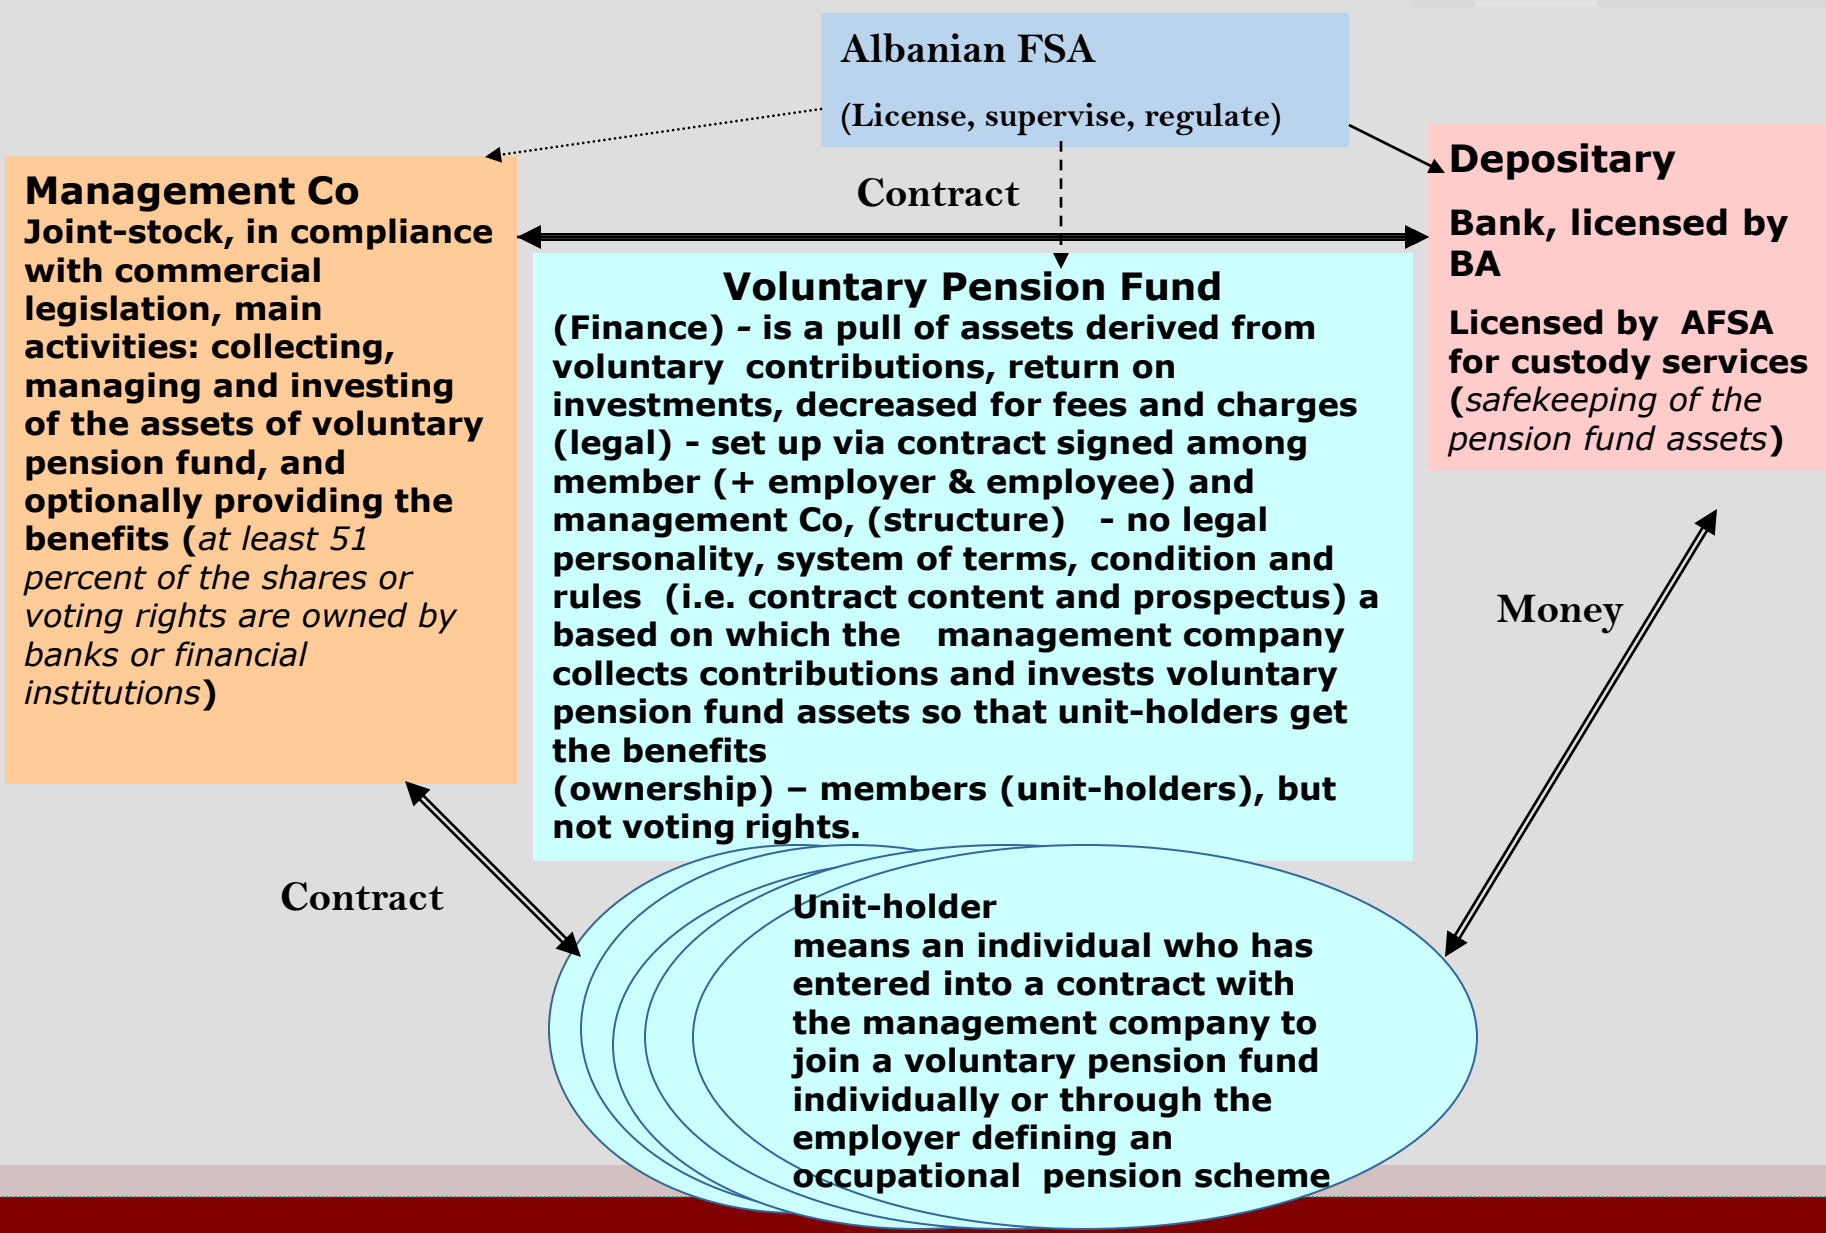 Albanian FSA
(License, supervise, regulate)
Management Co
Joint-stock, in compliance
with commercial
legislation, main
activities: collecting,
managing and investing
of the assets of voluntary
pension fund, and
optionally providing the
benefits (at least 51
percent of the shares or
voting rights are owned by
banks or financial
institutions)
Contract
Depositary
Bank, licensed by
BA
Licensed by AFSA
for custody services
(safekeeping of the
pension fund assets)
Voluntary Pension Fund
(Finance) - is a pull of assets derived from
voluntary contributions, return on
investments, decreased for fees and charges
(legal) - set up via contract signed among
member (+ employer & employee) and
management Co, (structure) - no legal
personality, system of terms, condition and
rules (i.e. contract content and prospectus) a
based on which the management company
collects contributions and invests voluntary
pension fund assets so that unit-holders get
the benefits
(ownership) – members (unit-holders), but
not voting rights.
Money
Contract
Unit-holder
means an individual who has
entered into a contract with
the management company to
join a voluntary pension fund
individually or through the
employer defining an
occupational pension scheme